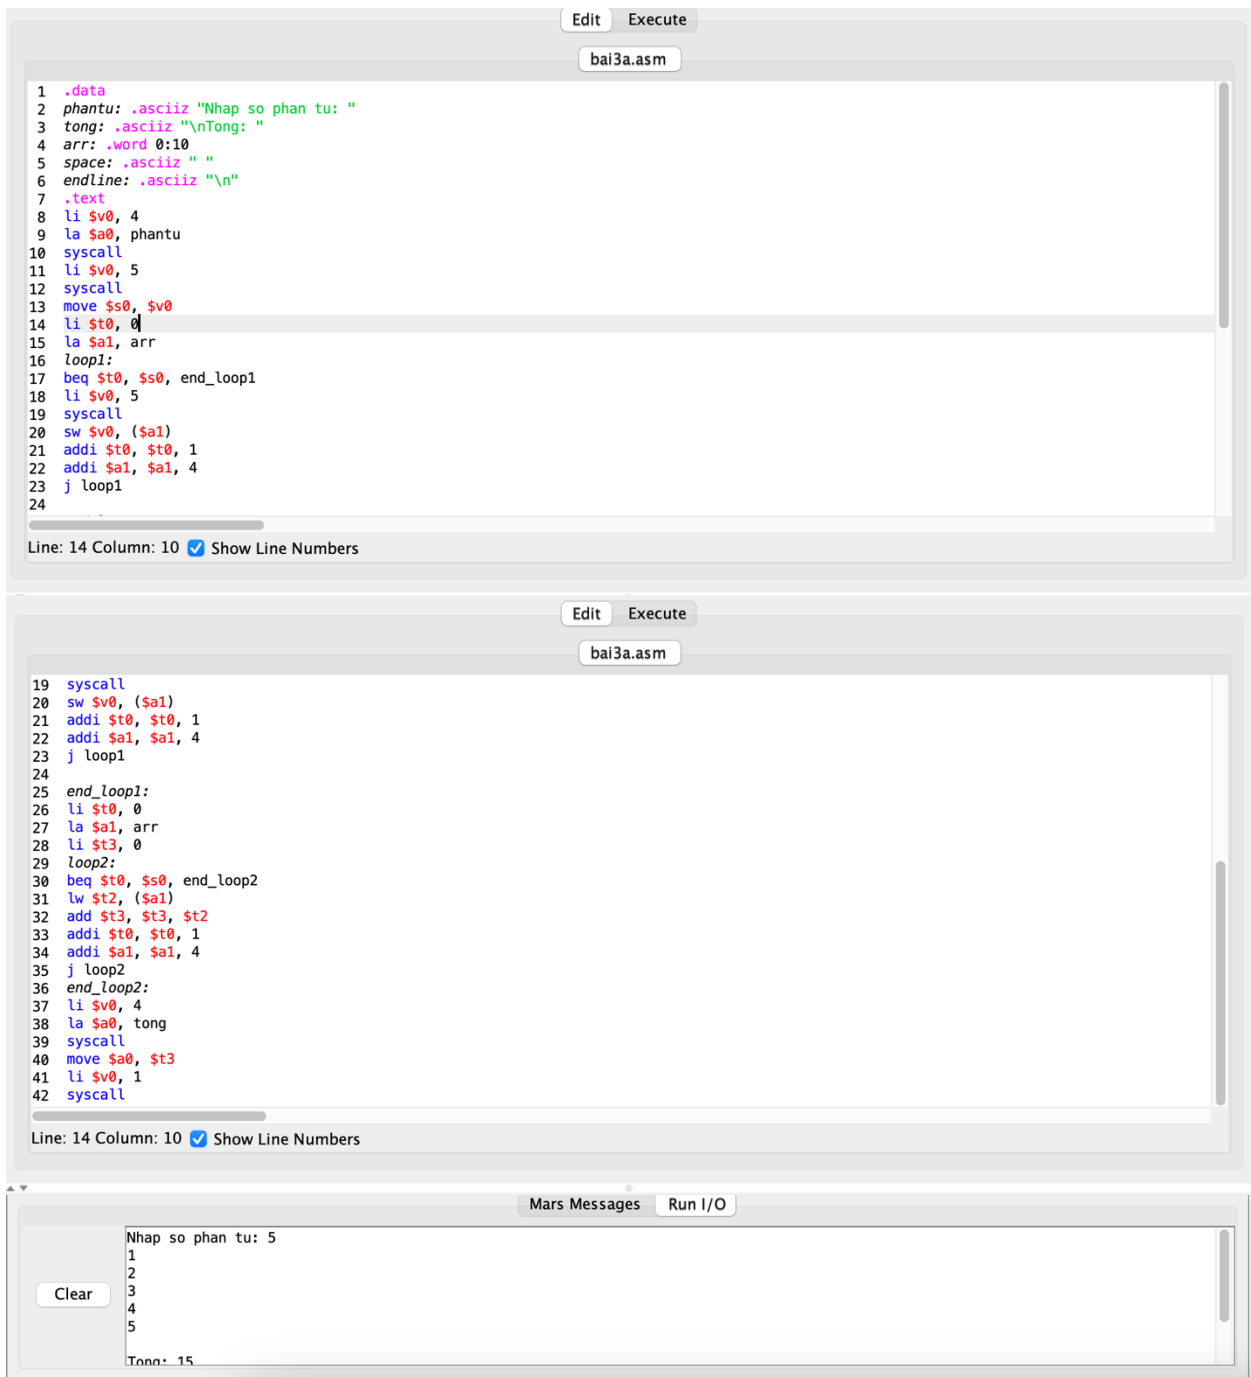 Edit Execute
bai3a.asm
1 .data
2 phantu: .asciiz "Nhap so phan tu: "
3 tong: .asciiz "\nTong: "
4 arr: .word 0:10
5 space: .asciiz " "
6 endline: .asciiz "\n"
7 .text
8 li $v0, 4
9 la $a0, phantu
10 syscall
11 li $v0, 5
12 syscall
13 move $s0, $v0
14 li $t0, 0
15 la $a1, arr
16 loop1:
17 beq $t0, $s0, end_loop1
18 li $v0, 5
19 syscall
20 sw $v0, ($a1)
21 addi $t0, $t0, 1
22 addi $a1, $a1, 4
23 j loop1
24
Line: 14 Column: 10 Show Line Numbers
Edit Execute
bai3a.asm
19 syscall
20 sw $v0, ($a1)
21 addi $t0, $t0, 1
22 addi $a1, $a1, 4
23 j loop1
24
25 end_loop1:
26 li $t0, 0
27 la $a1, arr
28 li $t3, 0
29 loop2:
30 beq $t0, $s0, end_loop2
31 lw $t2, ($a1)
32 add $t3, $t3, $t2
33 addi $t0, $t0, 1
34 addi $a1, $a1, 4
35 j loop2
36 end_loop2:
37 li $v0, 4
38 la $a0, tong
39 syscall
40 move $a0, $t3
41 li $v0, 1
42 syscall
Line: 14 Column: 10 Show Line Numbers
Mars Messages Run I/O
Clear
Nhap so phan tu: 5
1
2
3
4
5
Tong: 15